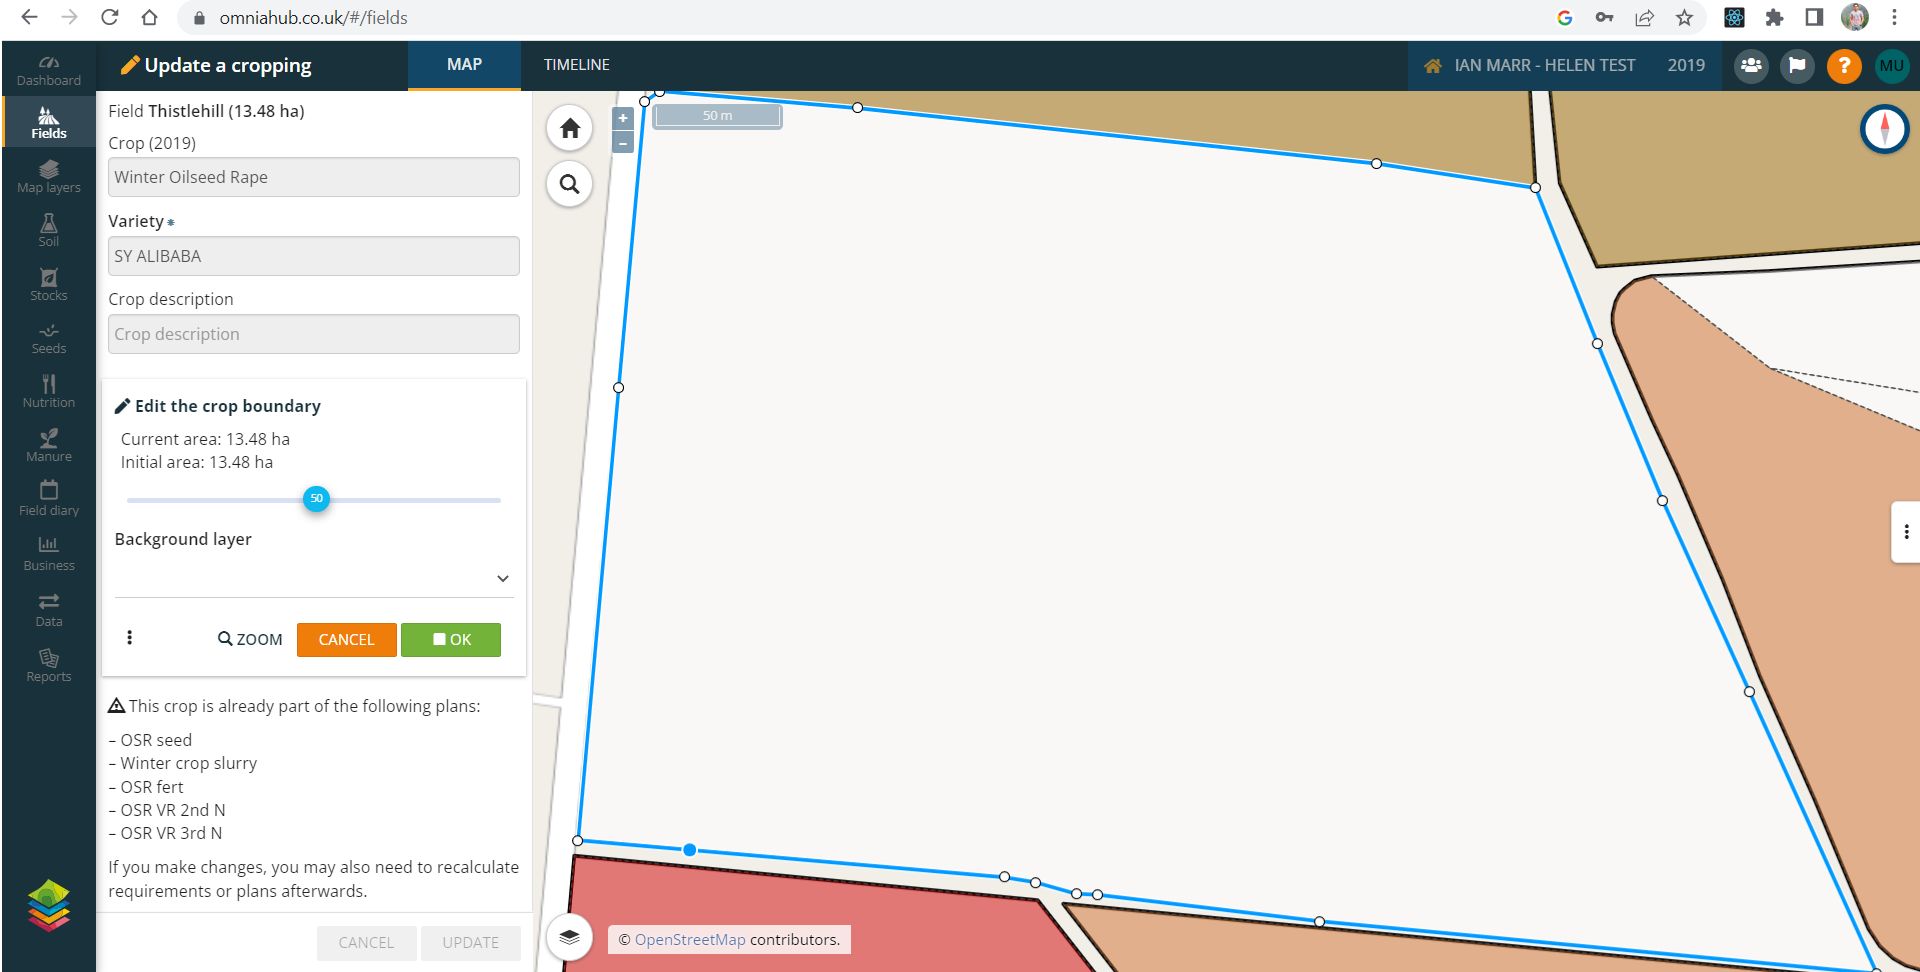 omniahub.co.uk/#/fields
Dashboard
Fields
Map layers
Soil
Stocks
Seeds
Nutrition
Manure
Field diary
Business
Data
Reports
Update a cropping
MAP
TIMELINE
IAN MARR - HELEN TEST
2019
?
MU
Field Thistlehill (13.48 ha)
Crop (2019)
Winter Oilseed Rape
Variety *
SY ALIBABA
Crop description
Crop description
Edit the crop boundary
Current area: 13.48 ha
Initial area: 13.48 ha
50
Background layer
ZOOM
CANCEL
OK
This crop is already part of the following plans:
– OSR seed
– Winter crop slurry
– OSR fert
– OSR VR 2nd N
– OSR VR 3rd N
If you make changes, you may also need to recalculate
requirements or plans afterwards.
CANCEL
UPDATE
+
–
50 m
© OpenStreetMap contributors.